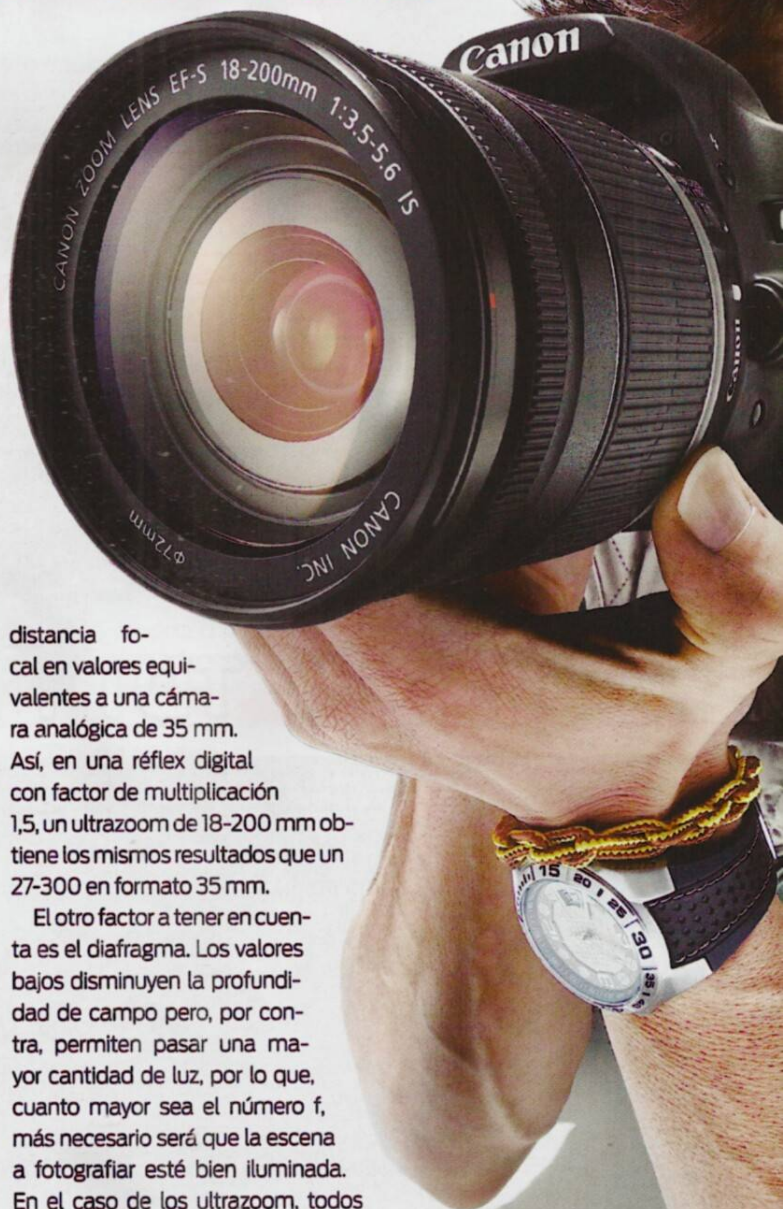 Canon
CANON ZOOM LENS EF-S 18-200mm 1:3.5-5.6 IS
Canon
CANON INC.
Φ72mm
distancia fo-
cal en valores equi-
valentes a una cáma-
ra analógica de 35 mm.
Así, en una réflex digital
con factor de multiplicación
1,5, un ultrazoom de 18-200 mm ob-
tiene los mismos resultados que un
27-300 en formato 35 mm.
El otro factor a tener en cuen-
ta es el diafragma. Los valores
bajos disminuyen la profundi-
dad de campo pero, por con-
tra, permiten pasar una ma-
yor cantidad de luz, por lo que,
cuanto mayor sea el número f,
más necesario será que la escena
a fotografiar esté bien iluminada.
En el caso de los ultrazoom, todos
15 20 25 30 35